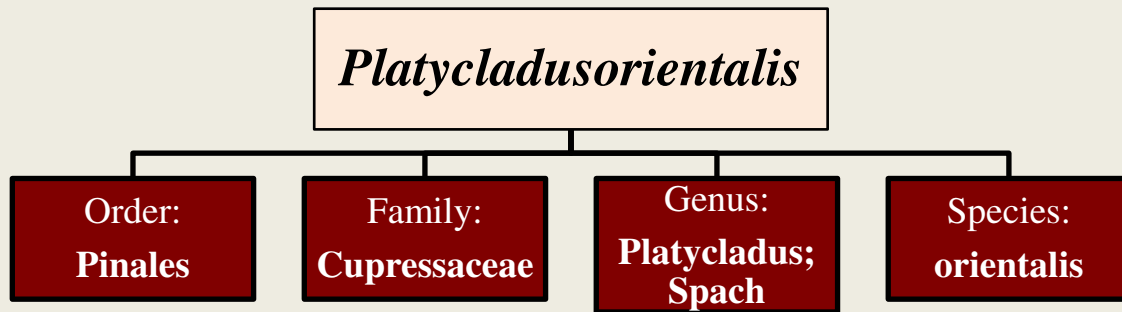 Platycladusorientalis
Order:
Pinales
Family:
Cupressaceae
Genus:
Platycladus;
Spach
Species:
orientalis